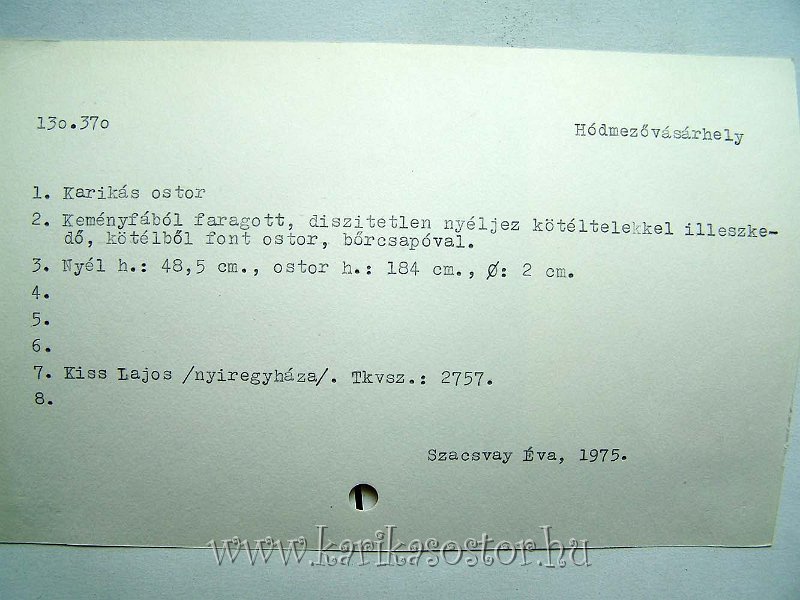 130.370
Hódmezővásárhely
1. Karikás ostor
2. Keményfából faragott, diszitetlen nyéljez kötéltelekkel illeszke-
dő, kötélből font ostor, bőrcsapóval.
3. Nyél h.: 48,5 cm., ostor h.: 184 cm., Ø: 2 cm.
4.
5.
6.
7. Kiss Lajos /nyiregyháza/. Tkvsz.: 2757.
8.
Szacsvay Éva, 1975.
www.karikasostor.hu